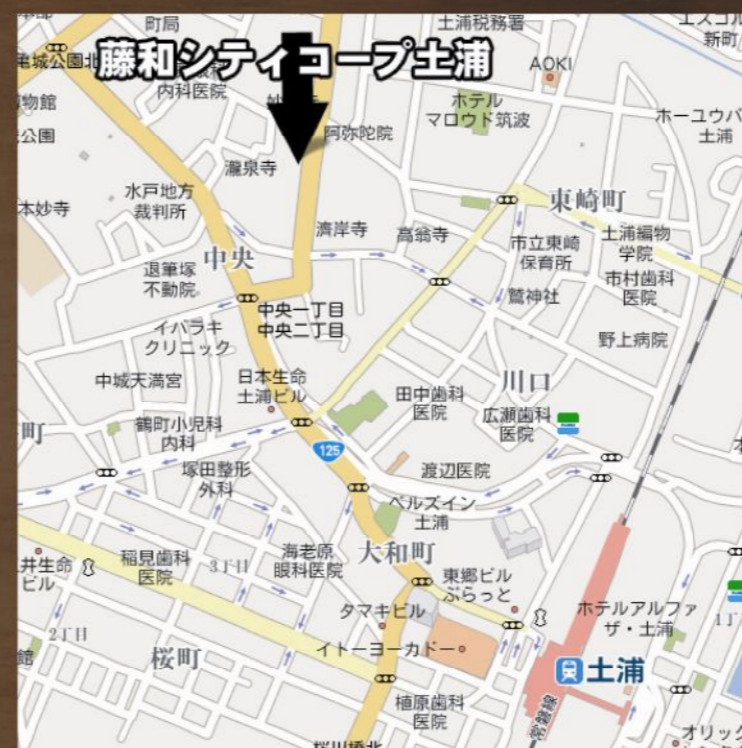 町局
土浦税務署
エスコル
新町
亀城公園北
藤和シティコープ土浦
AOKI
内科医院
物館
ホテル
マロウド筑波
ホーユウパ
土浦
公園
阿弥陀院
瀧泉寺
水戸地方
裁判所
東崎町
本妙寺
濟岸寺
高翁寺
市立東崎
保育所
土浦編物
学院
中央
退筆塚
不動院
市村歯科
医院
鷲神社
中央一丁目
中央二丁目
イバラキ
クリニック
野上病院
中城天満宮
日本生命
土浦ビル
川口
田中歯科
医院
広瀬歯科
医院
町
鶴町小児科
内科
125
塚田整形
外科
渡辺医院
ベルズイン
土浦
大和町
井生命
ビル
稲見歯科
医院
3丁目
海老原
眼科医院
東郷ビル
ぷらっと
タマキビル
ホテルアルファ
ザ・土浦
2丁目
イトーヨーカドー
館
桜町
土浦
植原歯科
医院
常磐線
オリック
桜川橋北